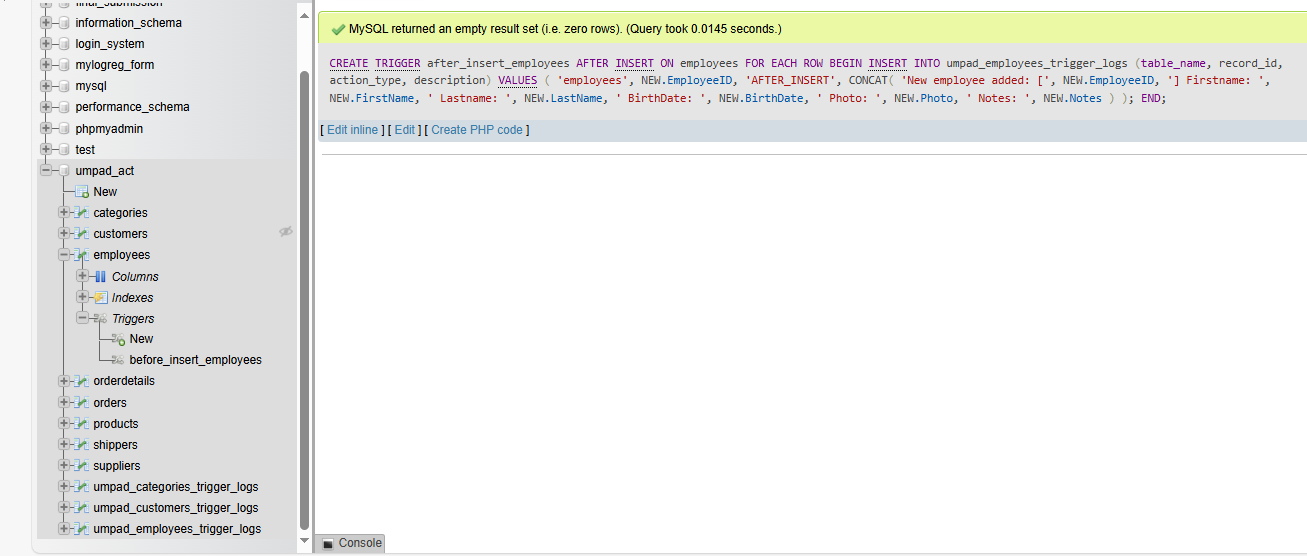 final_submission
information_schema
login_system
mylogreg_form
mysql
performance_schema
phpmyadmin
test
umpad_act
New
categories
customers
employees
Columns
Indexes
Triggers
New
before_insert_employees
orderdetails
orders
products
shippers
suppliers
umpad_categories_trigger_logs
umpad_customers_trigger_logs
umpad_employees_trigger_logs
MySQL returned an empty result set (i.e. zero rows). (Query took 0.0145 seconds.)
CREATE TRIGGER after_insert_employees AFTER INSERT ON employees FOR EACH ROW BEGIN INSERT INTO umpad_employees_trigger_logs (table_name, record_id,
action_type, description) VALUES ( 'employees', NEW.EmployeeID, 'AFTER_INSERT', CONCAT( 'New employee added: [', NEW.EmployeeID, '] Firstname: ',
NEW.FirstName, ' Lastname: ', NEW.LastName, ' BirthDate: ', NEW.BirthDate, ' Photo: ', NEW.Photo, ' Notes: ', NEW.Notes ) ); END;
[ Edit inline ] [ Edit ] [ Create PHP code ]
Console